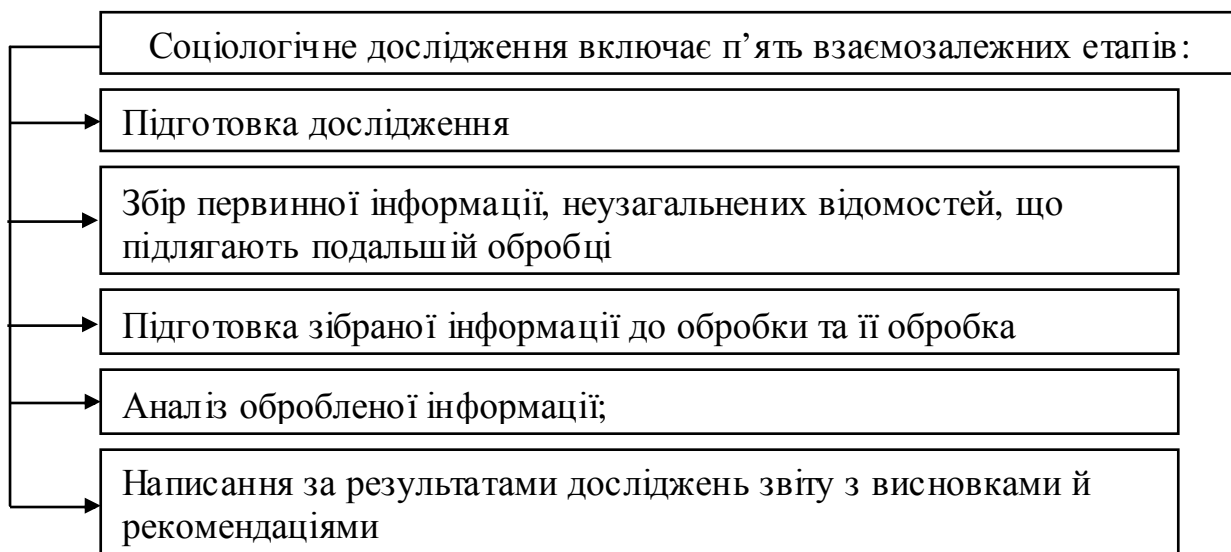 Соціологічне дослідження включає п’ять взаємозалежних етапів:
Підготовка дослідження
Збір первинної інформації, неузагальнених відомостей, що
підлягають подальшій обробці
Підготовка зібраної інформації до обробки та її обробка
Аналіз обробленої інформації;
Написання за результатами досліджень звіту з висновками й
рекомендаціями